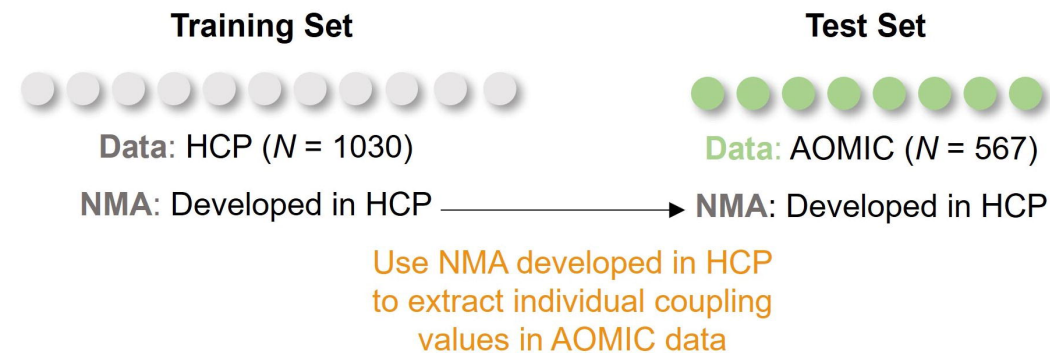 Training Set
Test Set
Data: HCP (N = 1030)
Data: AOMIC (N = 567)
NMA: Developed in HCP
NMA: Developed in HCP
Use NMA developed in HCP
to extract individual coupling
values in AOMIC data